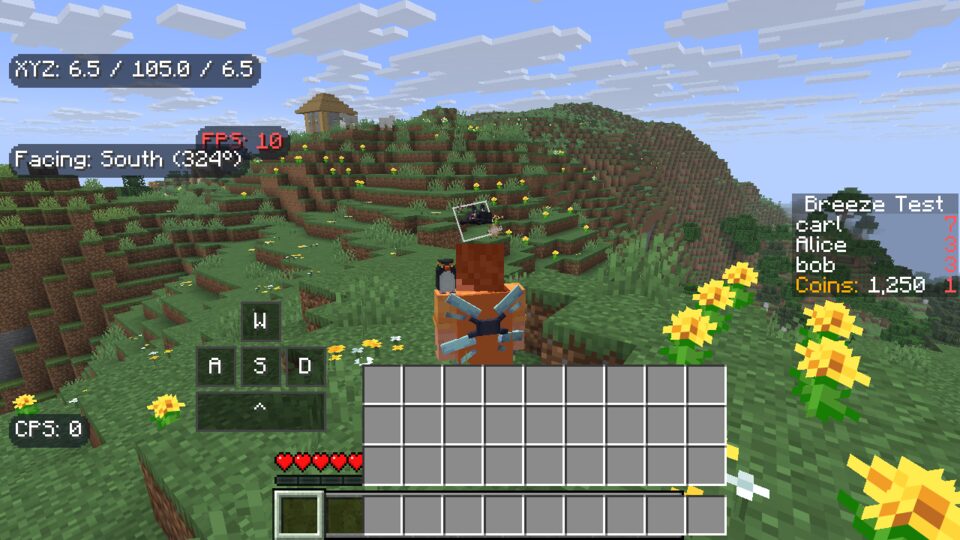 XYZ: 6.5 / 105.0 / 6.5
FPS: 10
Facing: South (324°)
Breeze Test
carl 7
Alice 3
bob
Coins: 1,250 1
W
A S D
^
CPS: 0